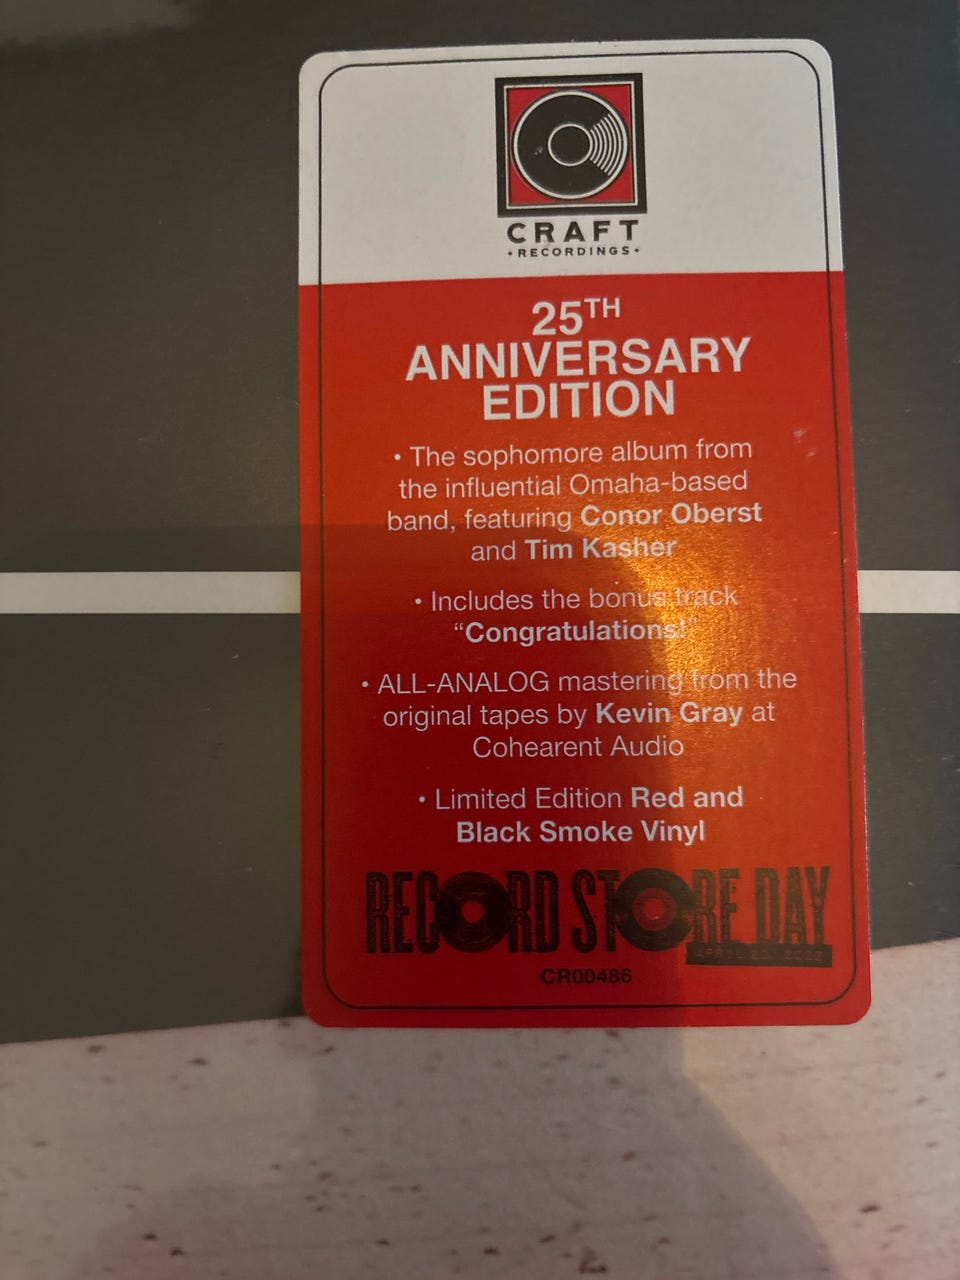 CRAFT
•RECORDINGS•
25TH
ANNIVERSARY
EDITION
• The sophomore album from
the influential Omaha-based
band, featuring Conor Oberst
and Tim Kasher
• Includes the bonus track
“Congratulations!”
• ALL-ANALOG mastering from the
original tapes by Kevin Gray at
Cohearent Audio
• Limited Edition Red and
Black Smoke Vinyl
RECORD STORE DAY
CR00486